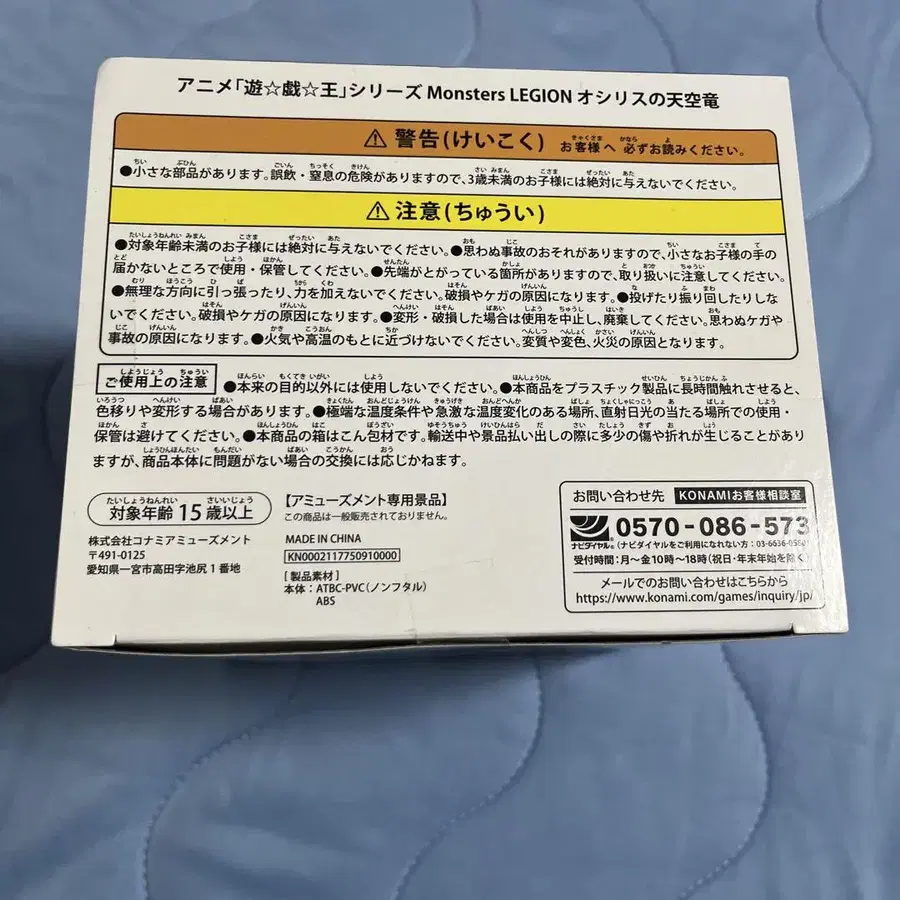 アニメ「遊☆戯☆王」シリーズ Monsters LEGION オシリスの天空竜
⚠ 警告(けいこく) お客様へ 必ずお読みください。
●小さな部品があります。誤飲・窒息の危険がありますので、3歳未満のお子様には絶対に与えないでください。
⚠ 注意(ちゅうい)
●対象年齢未満のお子様には絶対に与えないでください。●思わぬ事故のおそれがありますので、小さなお子様の手の
届かないところで使用・保管してください。●先端がとがっている箇所がありますので、取り扱いに注意してください。
●無理な方向に引っ張ったり、力を加えないでください。破損やケガの原因になります。●投げたり振り回したりしな
いでください。破損やケガの原因になります。●変形・破損した場合は使用を中止し、廃棄してください。思わぬケガや
事故の原因になります。●火気や高温のもとに近づけないでください。変質や変色、火災の原因となります。
ご使用上の注意 ●本来の目的以外には使用しないでください。●本商品をプラスチック製品に長時間触れさせると、
色移りや変形する場合があります。●極端な温度条件や急激な温度変化のある場所、直射日光の当たる場所での使用・
保管は避けてください。●本商品の箱はこん包材です。輸送中や景品払い出しの際に多少の傷や折れが生じることがあり
ますが、商品本体に問題がない場合の交換には応じかねます。
対象年齢 15歳以上
株式会社コナミアミューズメント
〒491-0125
愛知県一宮市高田字池尻1番地
【アミューズメント専用景品】
この商品は一般販売されておりません。
MADE IN CHINA
KN0002117750910000
[製品素材]
本体:ATBC-PVC(ノンフタル)
ABS
お問い合わせ先 KONAMIお客様相談室
ナビダイヤル® 0570-086-573
(ナビダイヤルをご利用になれない方:03-6636-0580)
受付時間:月～金10時～18時(祝日・年末年始を除く)
メールでのお問い合わせはこちらから
https://www.konami.com/games/inquiry/jp/